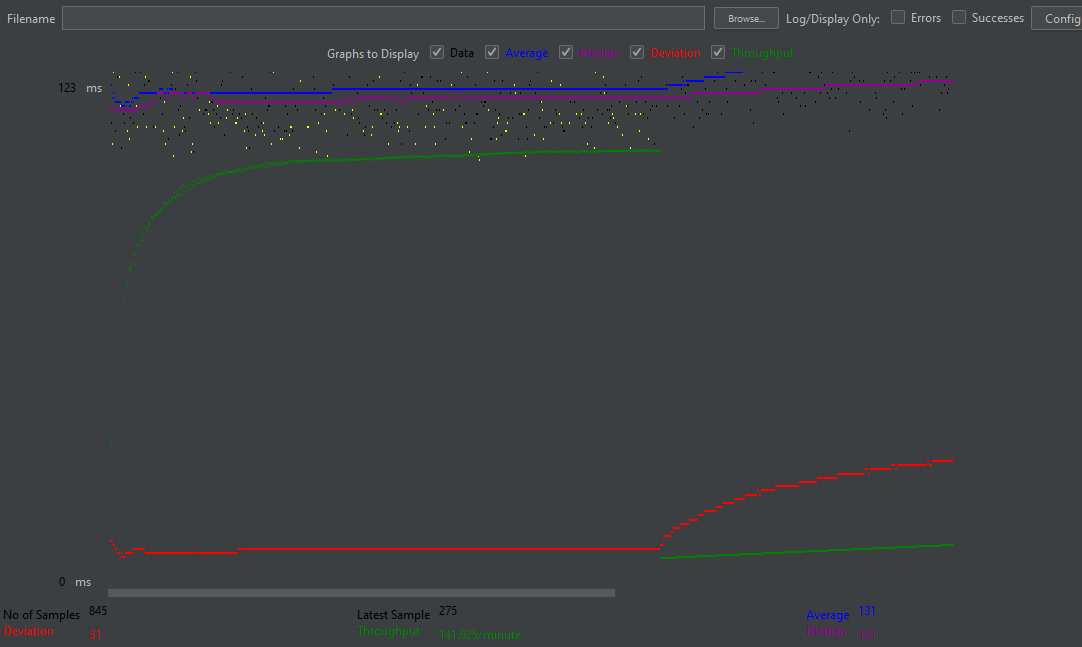 Filename Browse... Log/Display Only: Errors Successes Config
Graphs to Display Data Average Median Deviation Throughput
123 ms
0 ms
No of Samples 845 Latest Sample 275 Average 131
Deviation 31 Throughput 141.025/minute Median